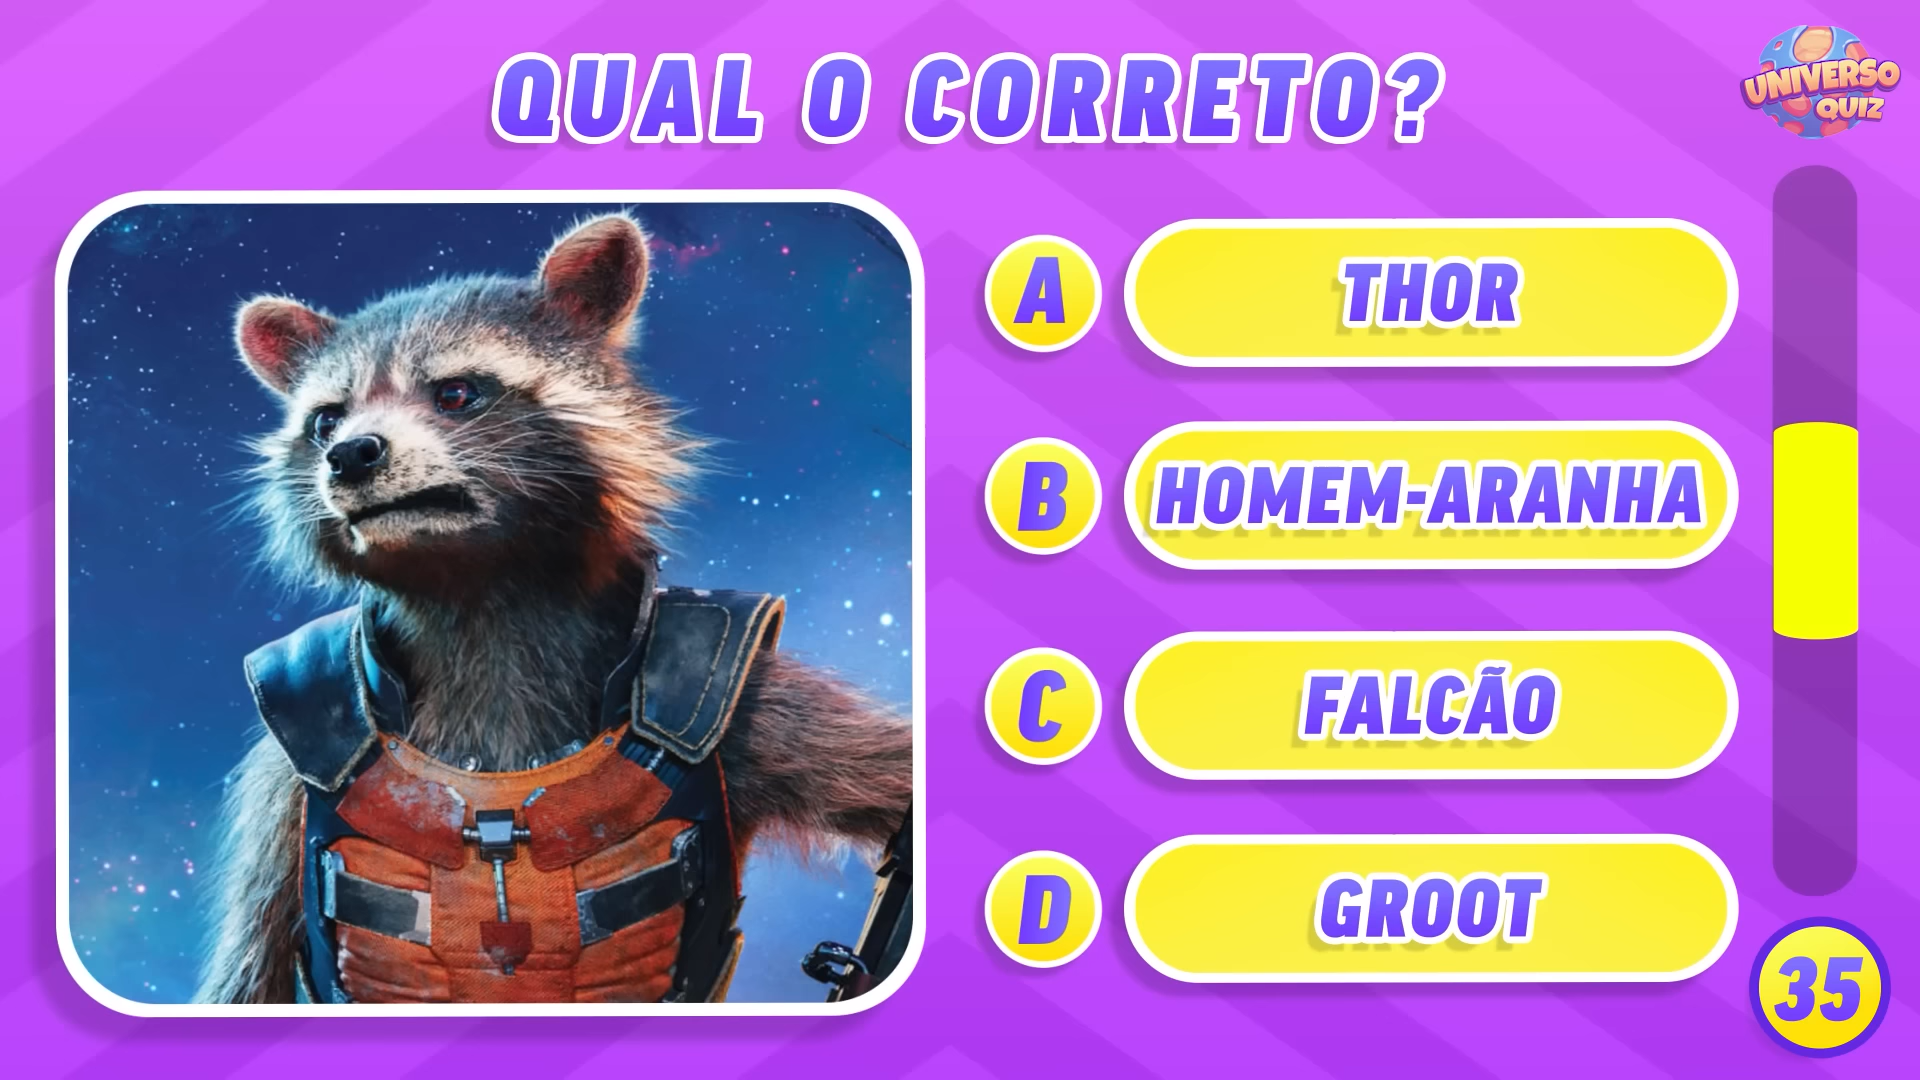 QUAL O CORRETO?
UNIVERSO
QUIZ
A
THOR
B
HOMEM-ARANHA
C
FALCÃO
D
GROOT
35